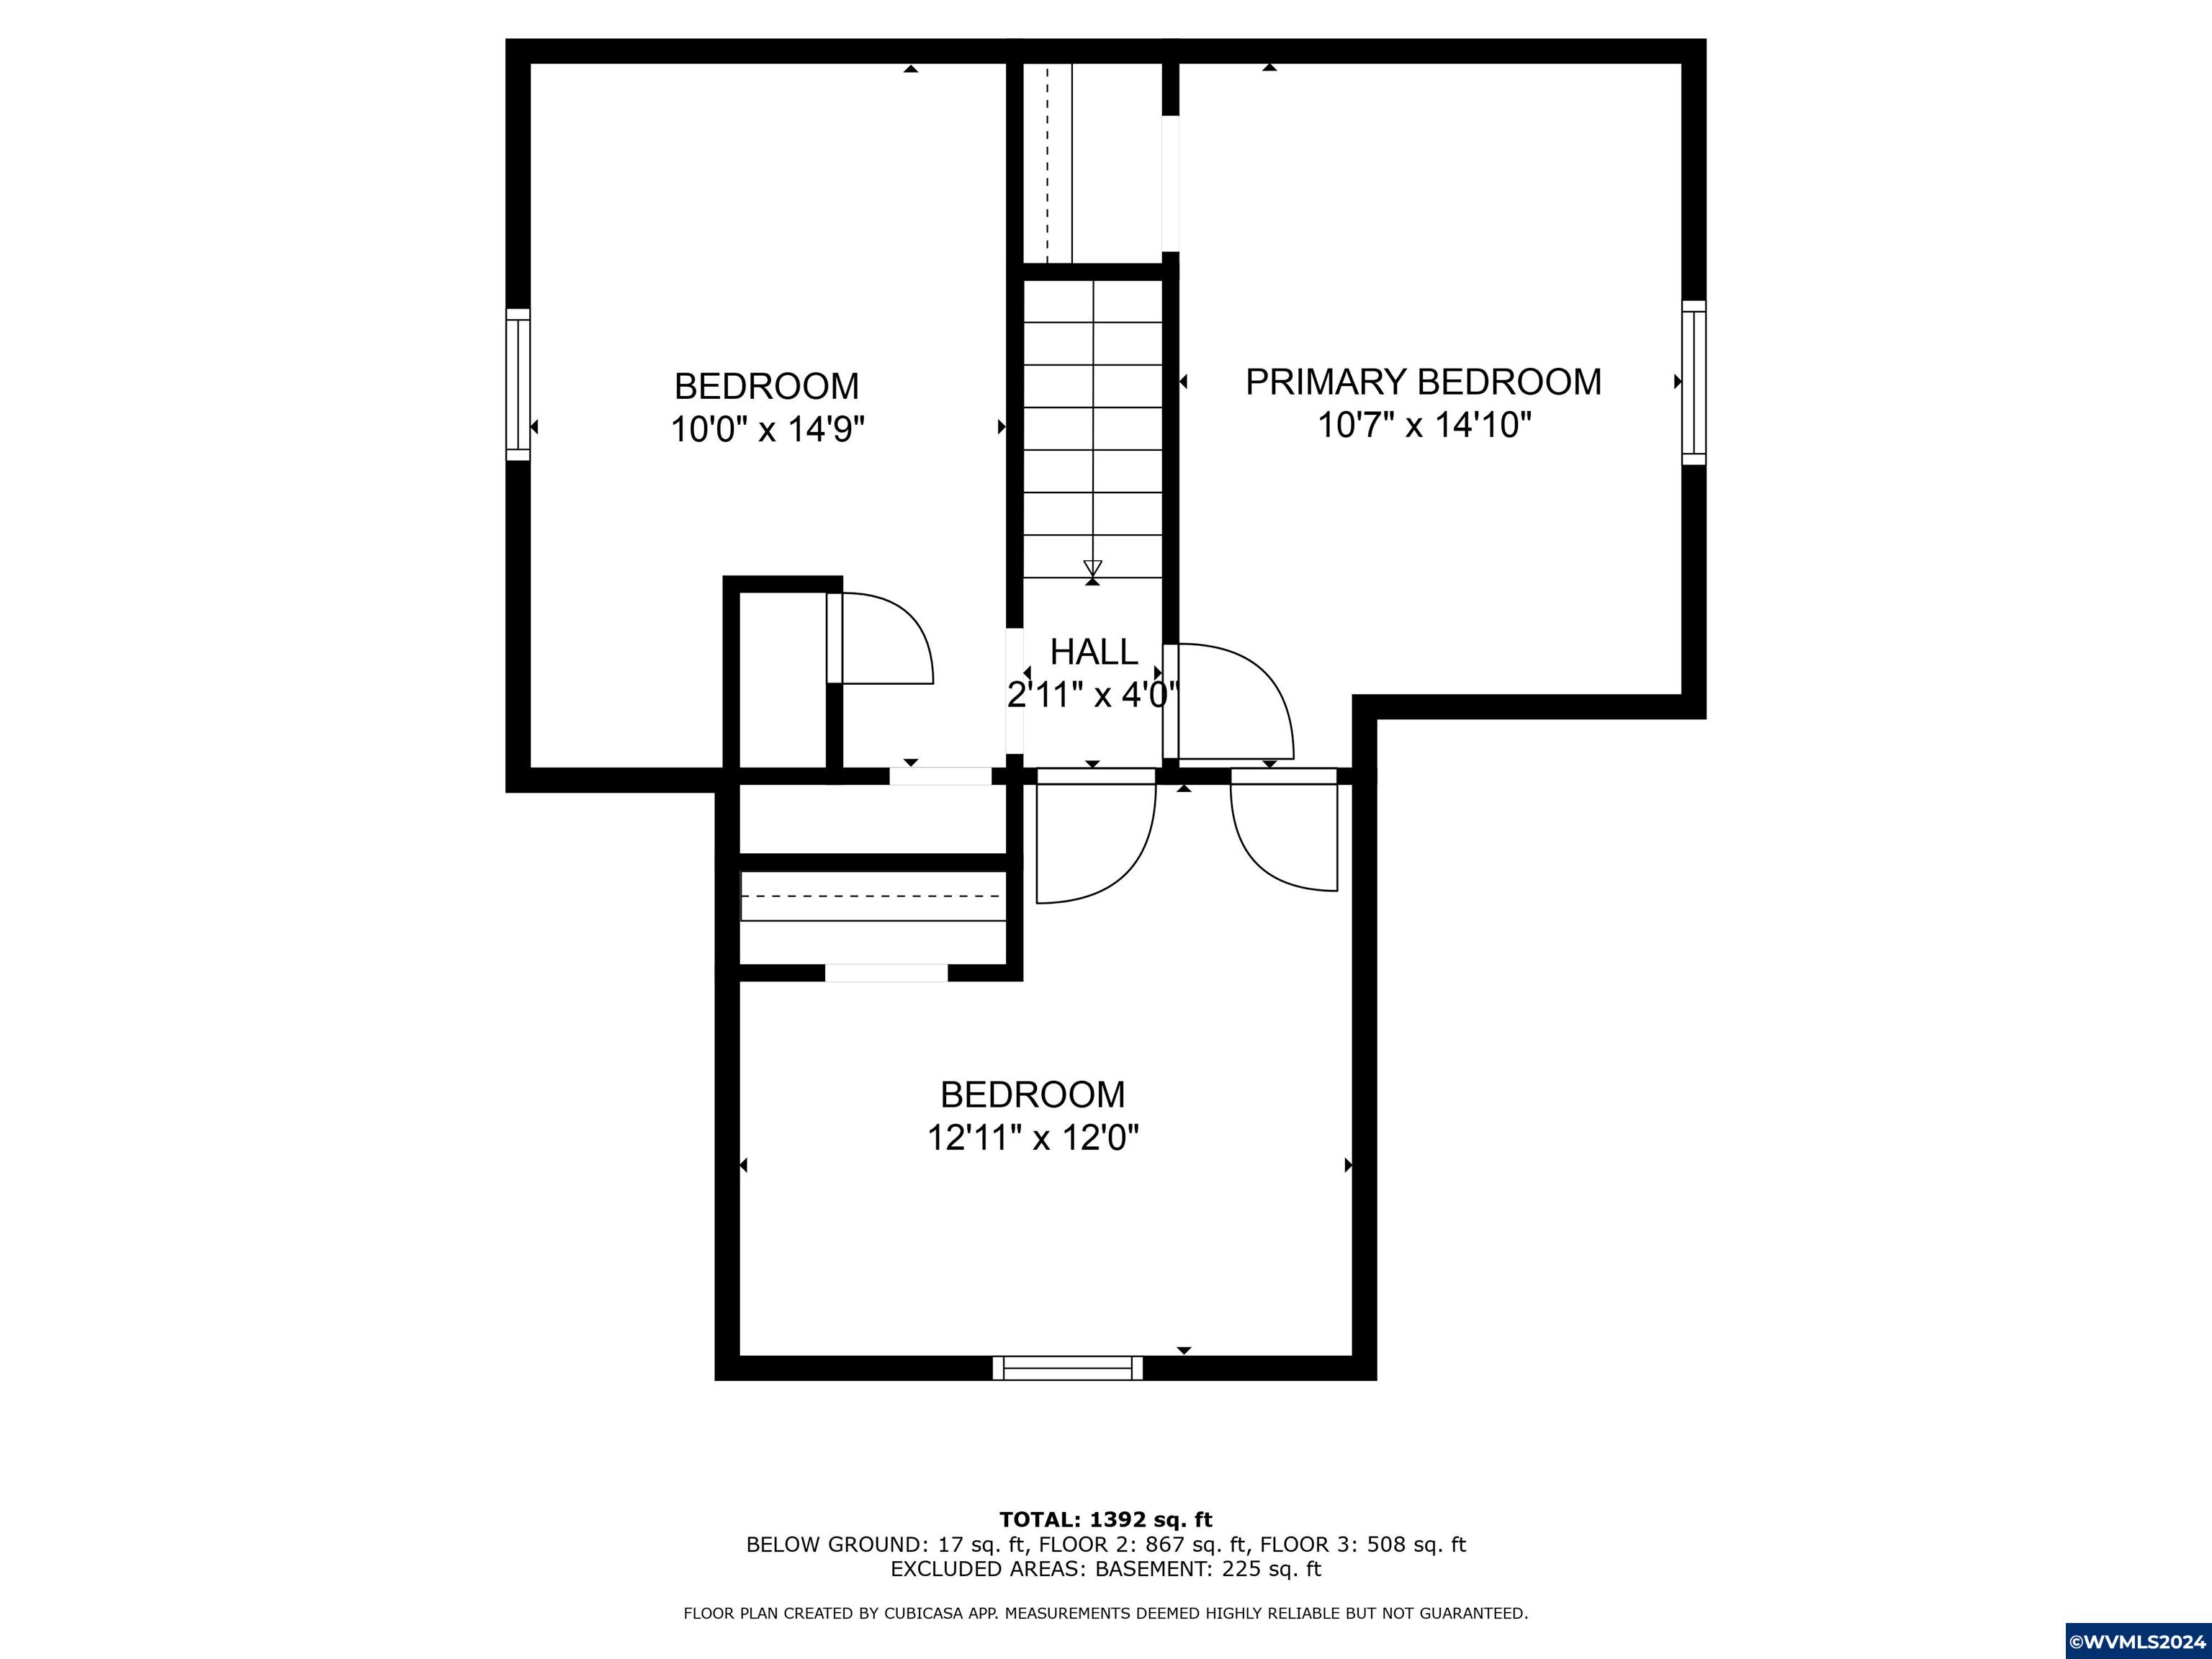 BEDROOM
10'0" x 14'9"
PRIMARY BEDROOM
10'7" x 14'10"
HALL
2'11" x 4'0"
BEDROOM
12'11" x 12'0"
TOTAL: 1392 sq. ft
BELOW GROUND: 17 sq. ft, FLOOR 2: 867 sq. ft, FLOOR 3: 508 sq. ft
EXCLUDED AREAS: BASEMENT: 225 sq. ft
FLOOR PLAN CREATED BY CUBICASA APP. MEASUREMENTS DEEMED HIGHLY RELIABLE BUT NOT GUARANTEED.
©WVMLS2024